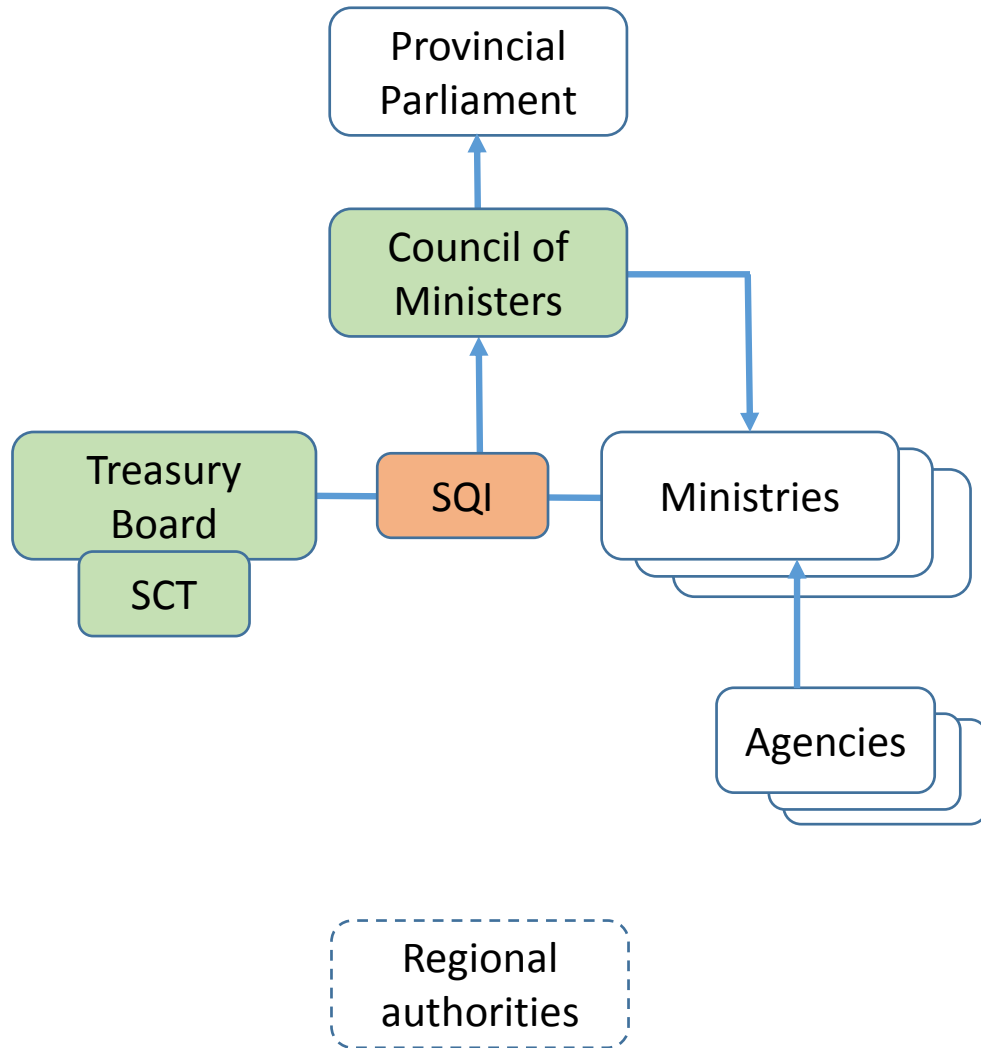 Provincial
Parliament
Council of
Ministers
Treasury
Board
SQI
Ministries
SCT
Agencies
Regional
authorities